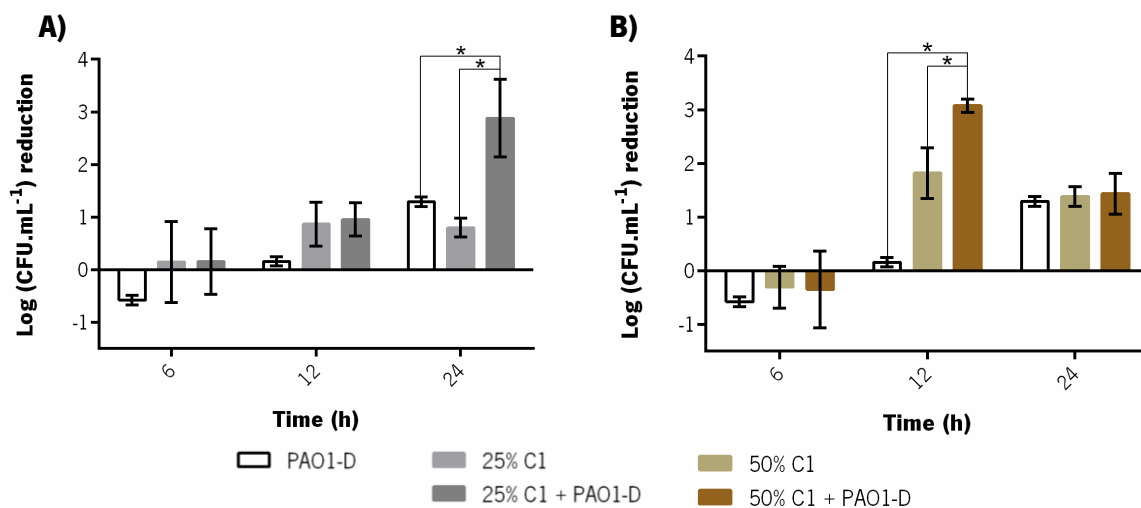 A)
Log (CFU.mL⁻¹) reduction
4
3
2
1
0
-1
*
*
6
12
24
Time (h)
B)
Log (CFU.mL⁻¹) reduction
4
3
2
1
0
-1
*
*
6
12
24
Time (h)
PAO1-D
25% C1
25% C1 + PAO1-D
50% C1
50% C1 + PAO1-D